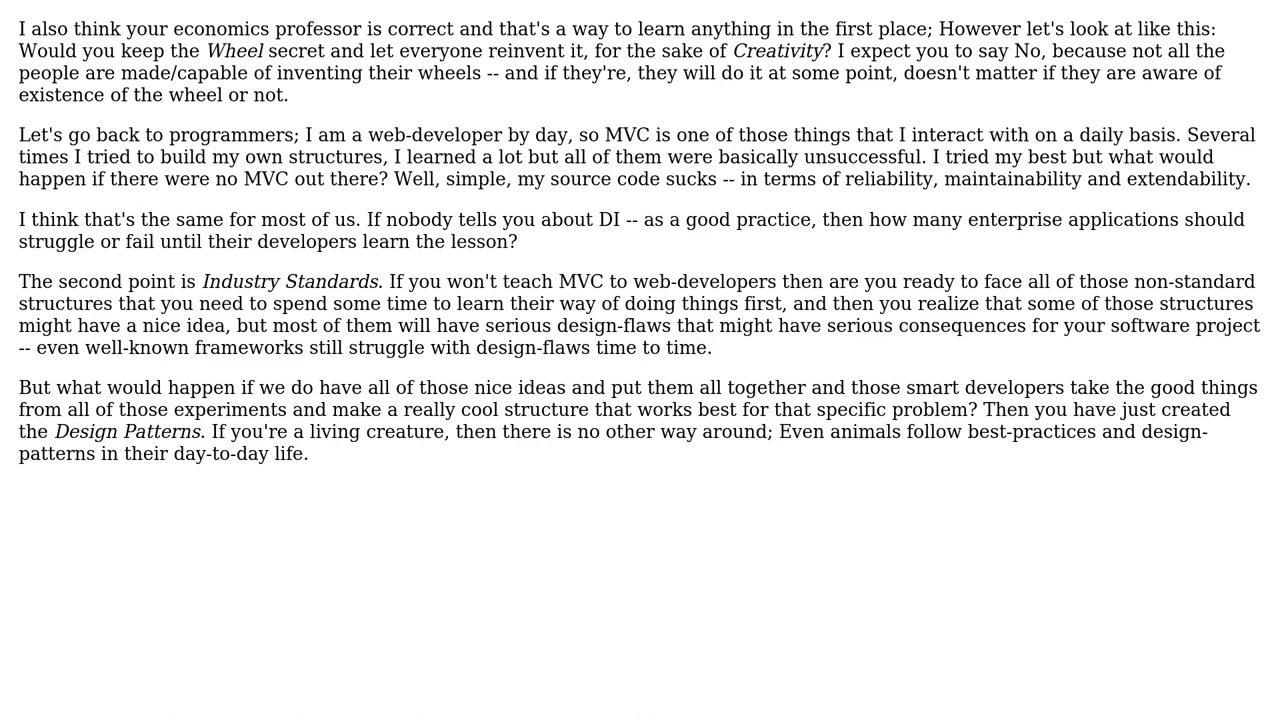 I also think your economics professor is correct and that's a way to learn anything in the first place; However let's look at like this:
Would you keep the Wheel secret and let everyone reinvent it, for the sake of Creativity? I expect you to say No, because not all the
people are made/capable of inventing their wheels -- and if they're, they will do it at some point, doesn't matter if they are aware of
existence of the wheel or not.
Let's go back to programmers; I am a web-developer by day, so MVC is one of those things that I interact with on a daily basis. Several
times I tried to build my own structures, I learned a lot but all of them were basically unsuccessful. I tried my best but what would
happen if there were no MVC out there? Well, simple, my source code sucks -- in terms of reliability, maintainability and extendability.
I think that's the same for most of us. If nobody tells you about DI -- as a good practice, then how many enterprise applications should
struggle or fail until their developers learn the lesson?
The second point is Industry Standards. If you won't teach MVC to web-developers then are you ready to face all of those non-standard
structures that you need to spend some time to learn their way of doing things first, and then you realize that some of those structures
might have a nice idea, but most of them will have serious design-flaws that might have serious consequences for your software project
-- even well-known frameworks still struggle with design-flaws time to time.
But what would happen if we do have all of those nice ideas and put them all together and those smart developers take the good things
from all of those experiments and make a really cool structure that works best for that specific problem? Then you have just created
the Design Patterns. If you're a living creature, then there is no other way around; Even animals follow best-practices and design-
patterns in their day-to-day life.